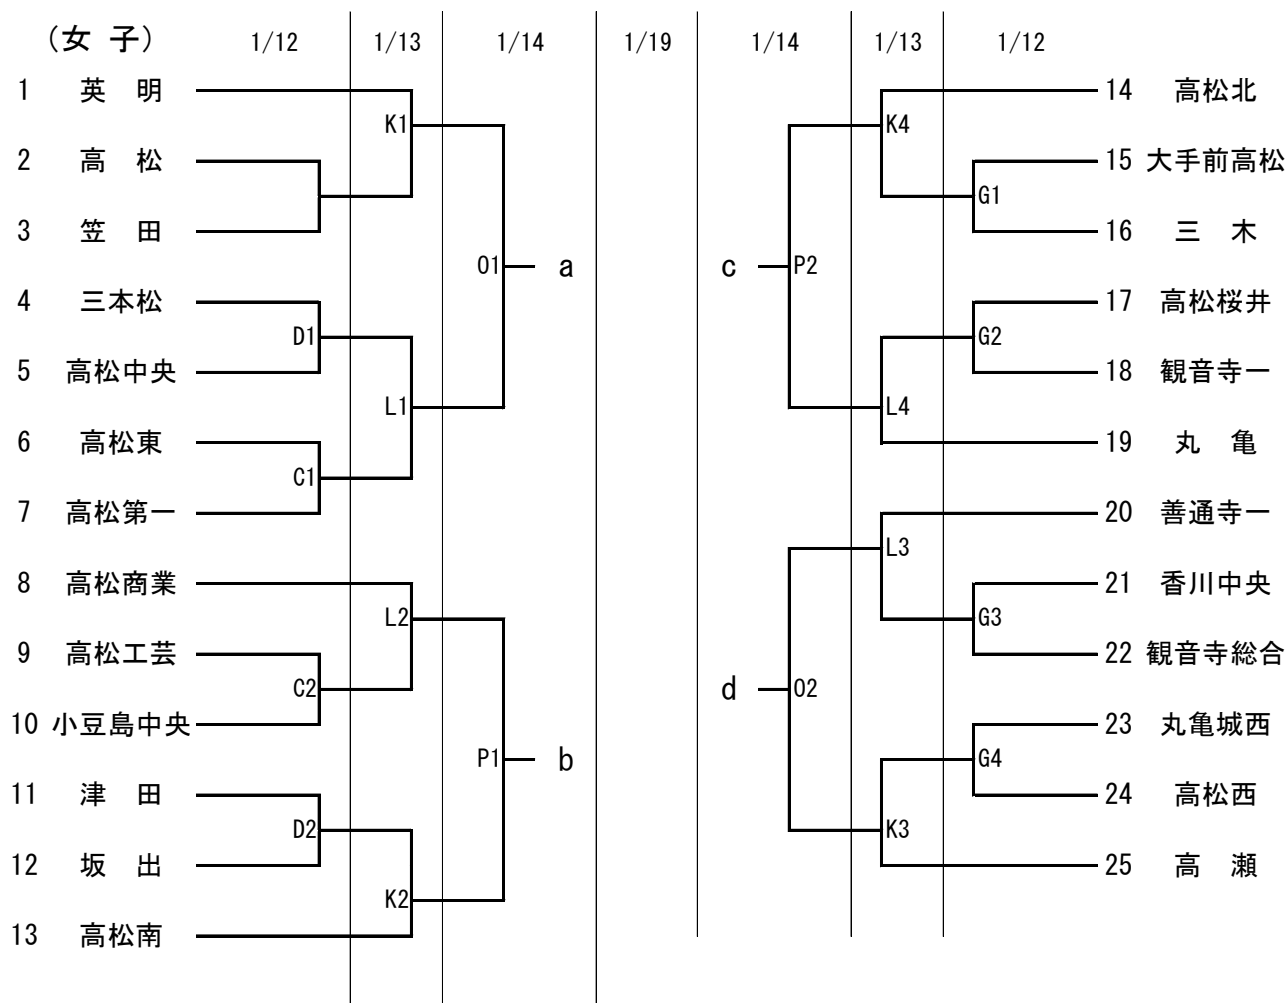 (女 子) 1/12 1/13 1/14 1/19 1/14 1/13 1/12
1 英 明 14 高松北
K1 K4
2 高 松 15 大手前高松
G1
3 笠 田 16 三 木
O1 a c P2
4 三本松 17 高松桜井
D1 G2
5 高松中央 18 観音寺一
L1 L4
6 高松東 19 丸 亀
C1
7 高松第一 20 善通寺一
L3
8 高松商業 21 香川中央
L2 G3
9 高松工芸 22 観音寺総合
C2 d O2
10 小豆島中央 23 丸亀城西
P1 b G4
11 津 田 24 高松西
D2 K3
12 坂 出 25 高 瀬
K2
13 高松南